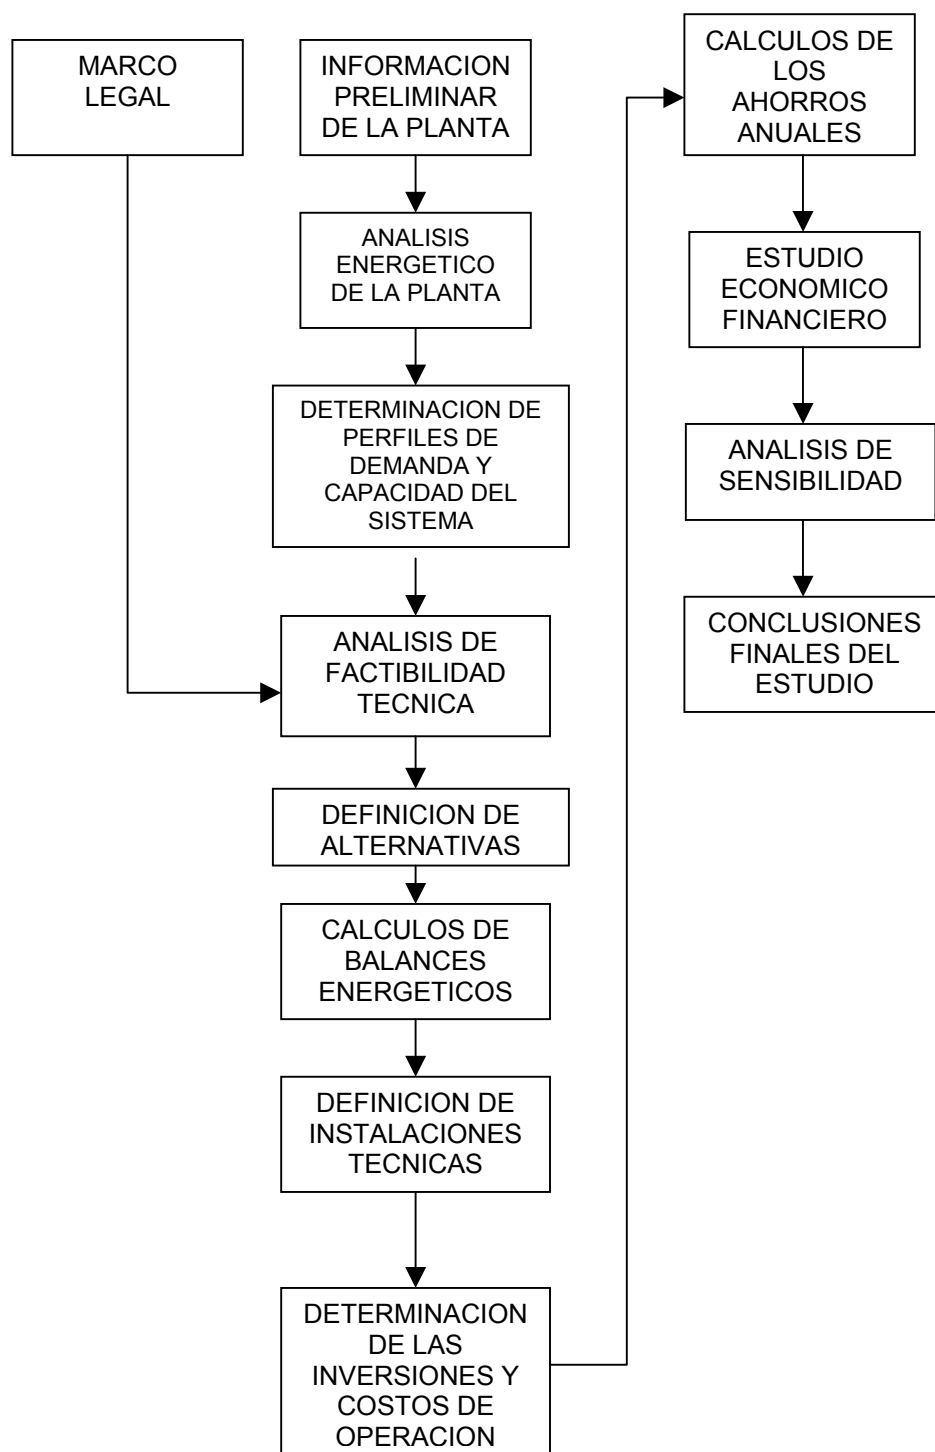 MARCO
LEGAL
INFORMACION
PRELIMINAR
DE LA PLANTA
ANALISIS
ENERGETICO
DE LA PLANTA
DETERMINACION DE
PERFILES DE
DEMANDA Y
CAPACIDAD DEL
SISTEMA
ANALISIS DE
FACTIBILIDAD
TECNICA
DEFINICION DE
ALTERNATIVAS
CALCULOS DE
BALANCES
ENERGETICOS
DEFINICION DE
INSTALACIONES
TECNICAS
DETERMINACION
DE LAS
INVERSIONES Y
COSTOS DE
OPERACION
CALCULOS DE
LOS
AHORROS
ANUALES
ESTUDIO
ECONOMICO
FINANCIERO
ANALISIS DE
SENSIBILIDAD
CONCLUSIONES
FINALES DEL
ESTUDIO